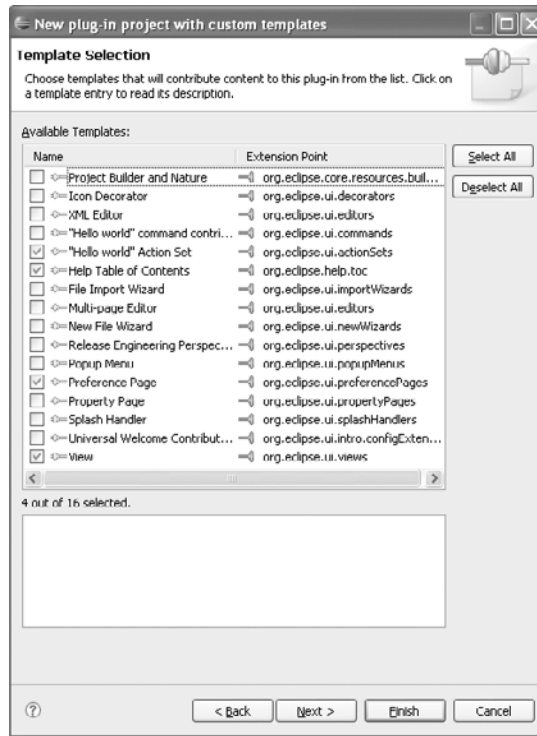 New plug-in project with custom templates
Template Selection
Choose templates that will contribute content to this plug-in from the list. Click on
a template entry to read its description.
Available Templates:
Name Extension Point
Project Builder and Nature org.eclipse.core.resources.buil...
Select All
Icon Decorator org.eclipse.ui.decorators
Deselect All
XML Editor org.eclipse.ui.editors
"Hello world" command contri... org.eclipse.ui.commands
"Hello world" Action Set org.eclipse.ui.actionSets
Help Table of Contents org.eclipse.help.toc
File Import Wizard org.eclipse.ui.importWizards
Multi-page Editor org.eclipse.ui.editors
New File Wizard org.eclipse.ui.newWizards
Release Engineering Perspec... org.eclipse.ui.perspectives
Popup Menu org.eclipse.ui.popupMenus
Preference Page org.eclipse.ui.preferencePages
Property Page org.eclipse.ui.propertyPages
Splash Handler org.eclipse.ui.splashHandlers
Universal Welcome Contribut... org.eclipse.ui.intro.configExten...
View org.eclipse.ui.views
4 out of 16 selected.
? < Back Next > Finish Cancel